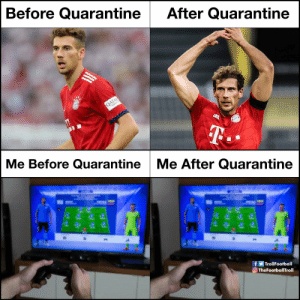 Before Quarantine
After Quarantine
Me Before Quarantine
Me After Quarantine
TrollFootball
TheFootballTroll